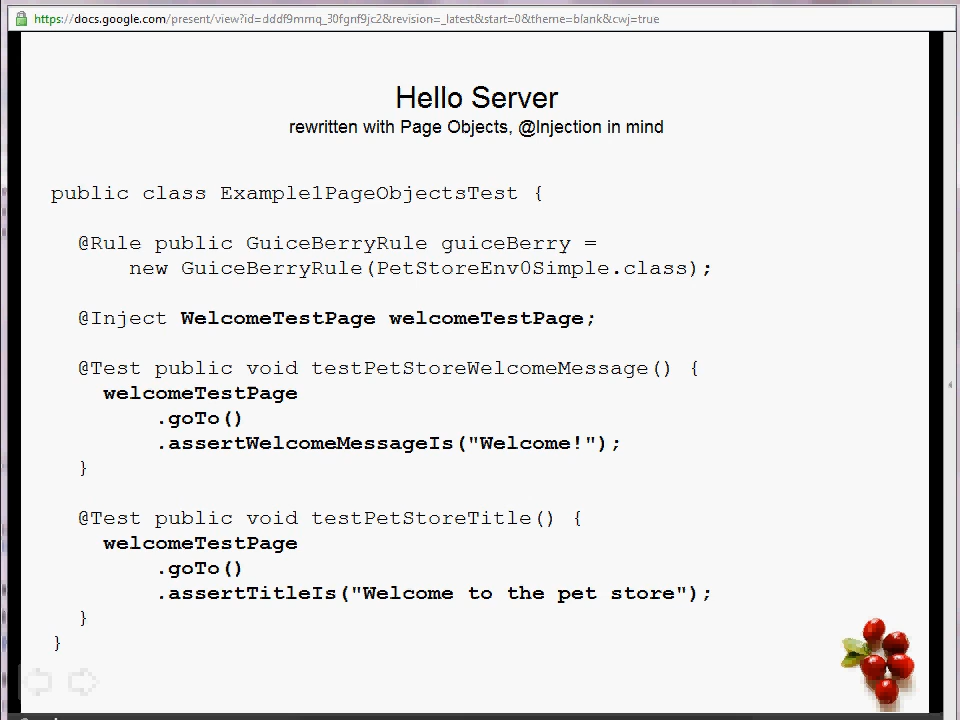 https://docs.google.com/present/view?id=dddf9mmq_30fgnf9jc2&revision=_latest&start=0&theme=blank&cwj=true
Hello Server
rewritten with Page Objects, @Injection in mind
public class Example1PageObjectsTest {
@Rule public GuiceBerryRule guiceBerry =
new GuiceBerryRule(PetStoreEnv0Simple.class);
@Inject WelcomeTestPage welcomeTestPage;
@Test public void testPetStoreWelcomeMessage() {
welcomeTestPage
.goTo()
.assertWelcomeMessageIs("Welcome!");
}
@Test public void testPetStoreTitle() {
welcomeTestPage
.goTo()
.assertTitleIs("Welcome to the pet store");
}
}